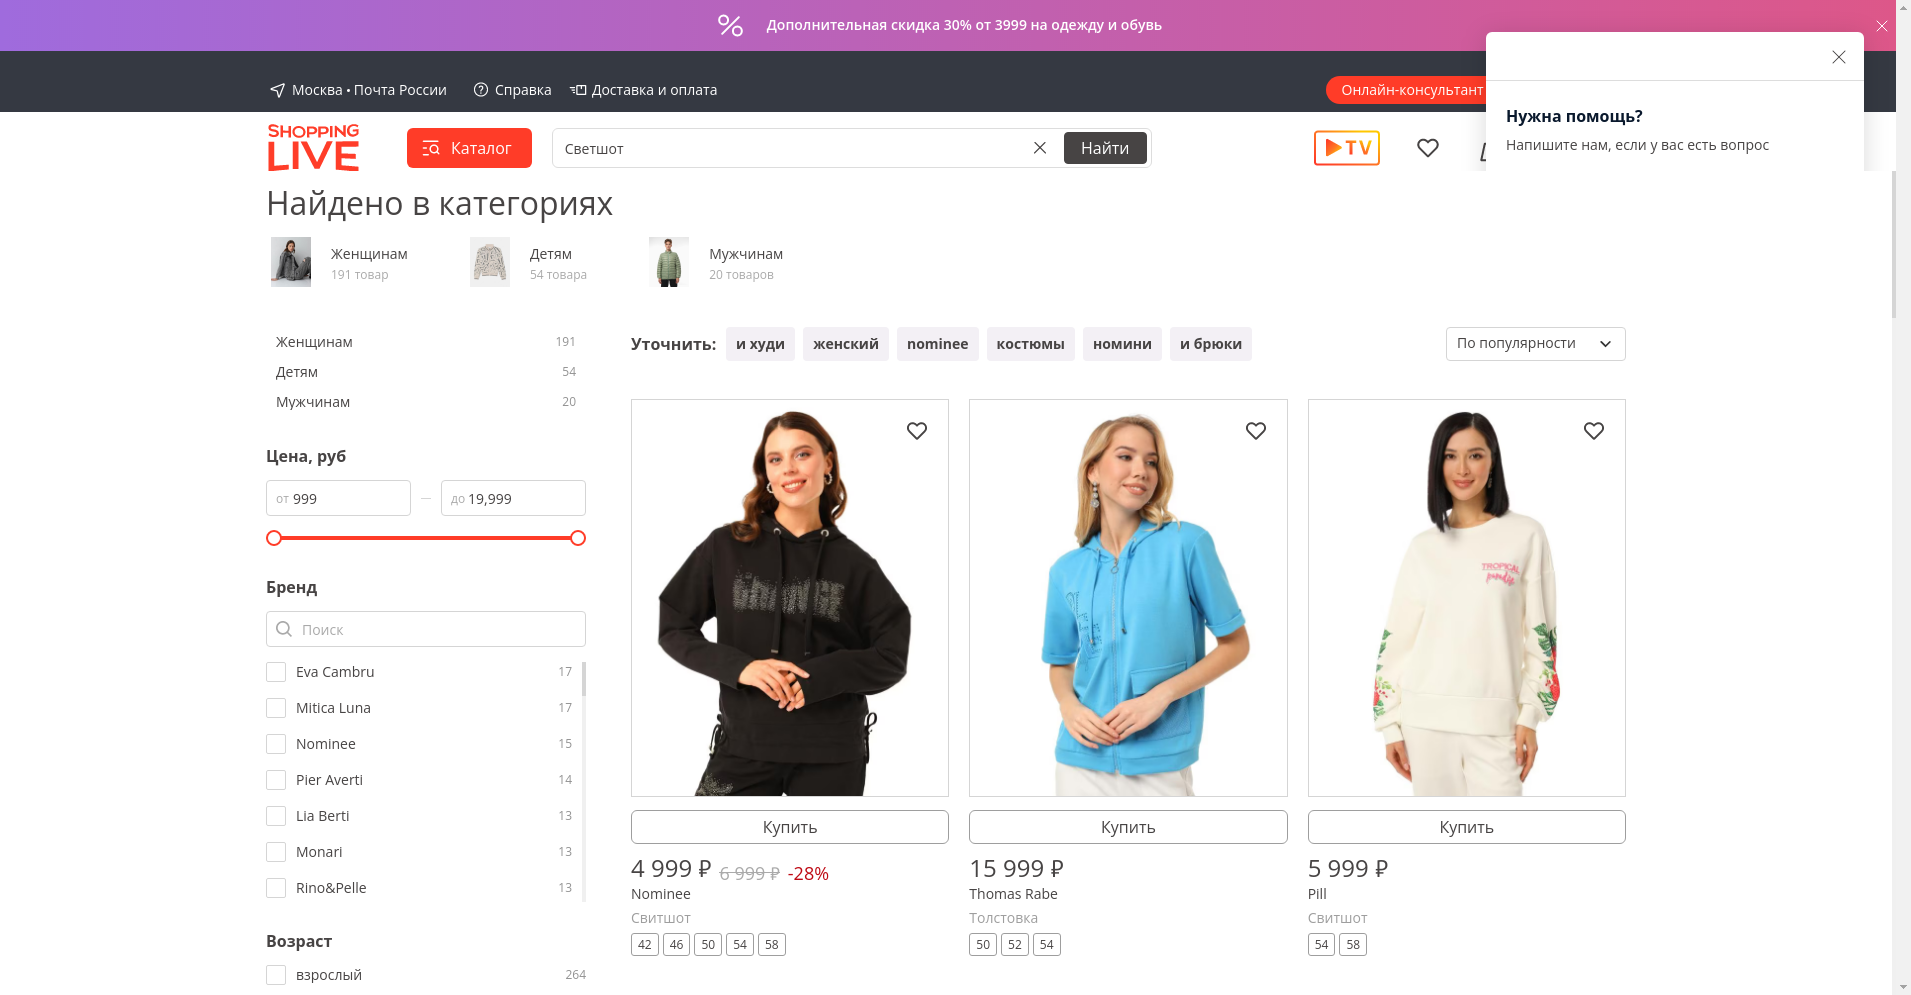 Дополнительная скидка 30% от 3999 на одежду и обувь
Москва • Почта России
Справка
Доставка и оплата
Онлайн-консультант
Нужна помощь?
Напишите нам, если у вас есть вопрос
SHOPPING
LIVE
Каталог
Светшот
Найти
TV
Найдено в категориях
Женщинам
191 товар
Детям
54 товара
Мужчинам
20 товаров
Женщинам 191
Детям 54
Мужчинам 20
Цена, руб
от 999 — до 19,999
Бренд
Поиск
Eva Cambru 17
Mitica Luna 17
Nominee 15
Pier Averti 14
Lia Berti 13
Monari 13
Rino&Pelle 13
Возраст
взрослый 264
Уточнить: и худи женский nominee костюмы номини и брюки
По популярности
TROPICAL
paradise
Купить
4 999 ₽ 6 999 ₽ -28%
Nominee
Свитшот
42 46 50 54 58
Купить
15 999 ₽
Thomas Rabe
Толстовка
50 52 54
Купить
5 999 ₽
Pill
Свитшот
54 58